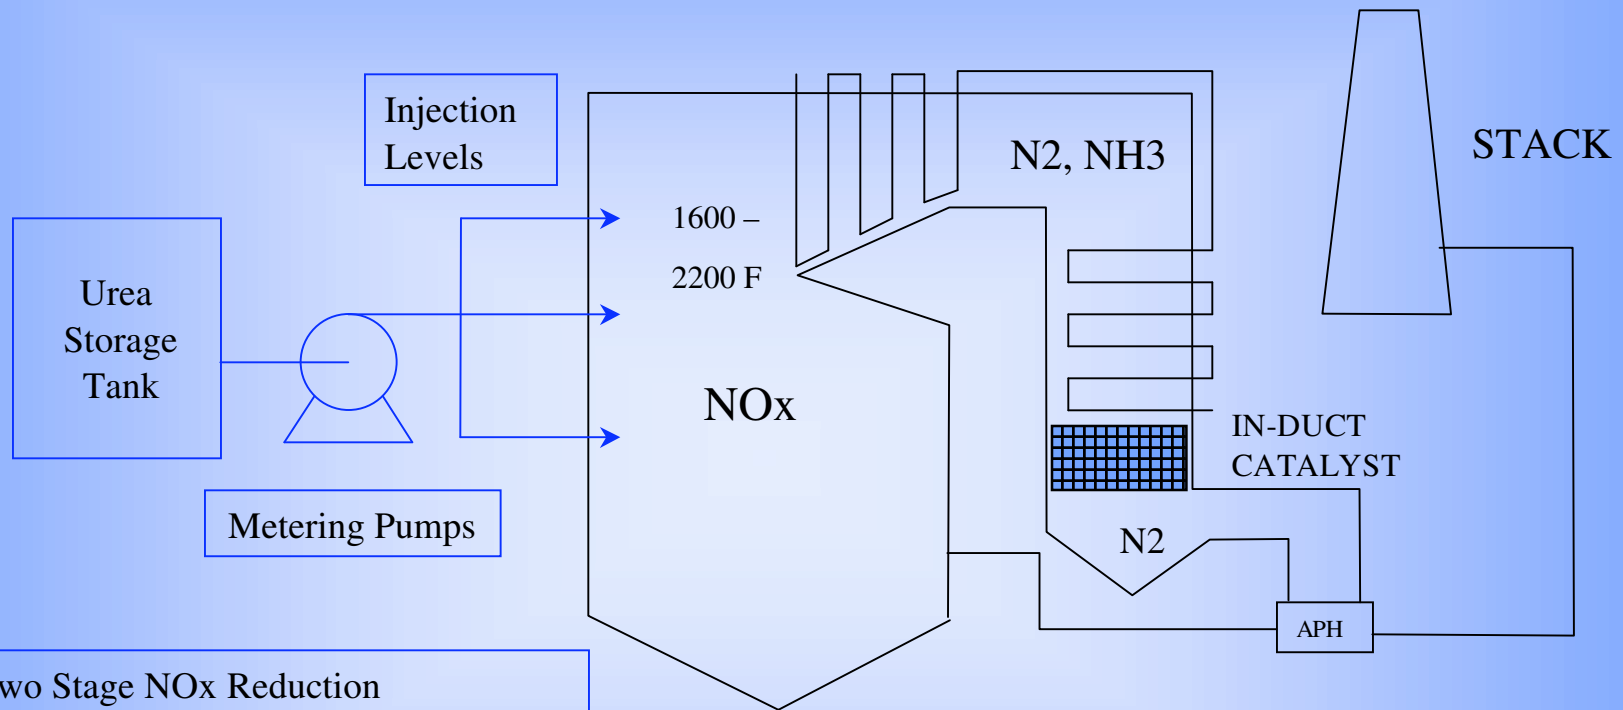 Injection
Levels
N2, NH3
STACK
1600 –
2200 F
Urea
Storage
Tank
NOx
IN-DUCT
CATALYST
Metering Pumps
N2
APH
wo Stage NOx Reduction